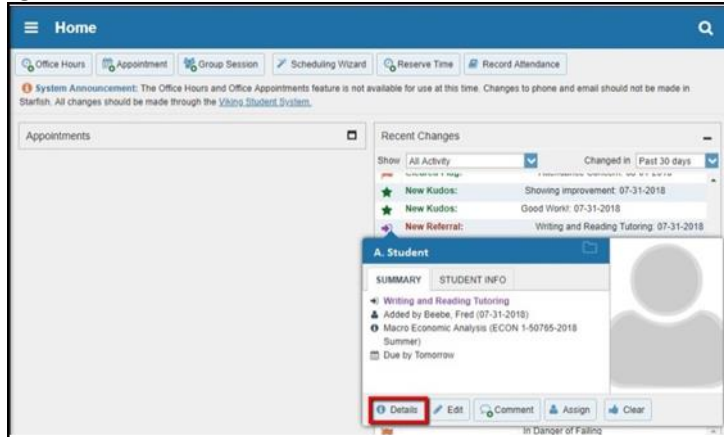 Home
Office Hours Appointment Group Session Scheduling Wizard Reserve Time Record Attendance
System Announcement: The Office Hours and Office Appointments feature is not available for use at this time. Changes to phone and email should not be made in
Starfish. All changes should be made through the Viking Student System.
Appointments
Recent Changes
Show All Activity Changed in Past 30 days
New Kudos: Showing improvement: 07-31-2018
New Kudos: Good Work!: 07-31-2018
New Referral: Writing and Reading Tutoring: 07-31-2018
A. Student
SUMMARY STUDENT INFO
Writing and Reading Tutoring
Added by Beebe, Fred (07-31-2018)
Macro Economic Analysis (ECON 1-50765-2018
Summer)
Due by Tomorrow
Details Edit Comment Assign Clear
In Danger of Failing